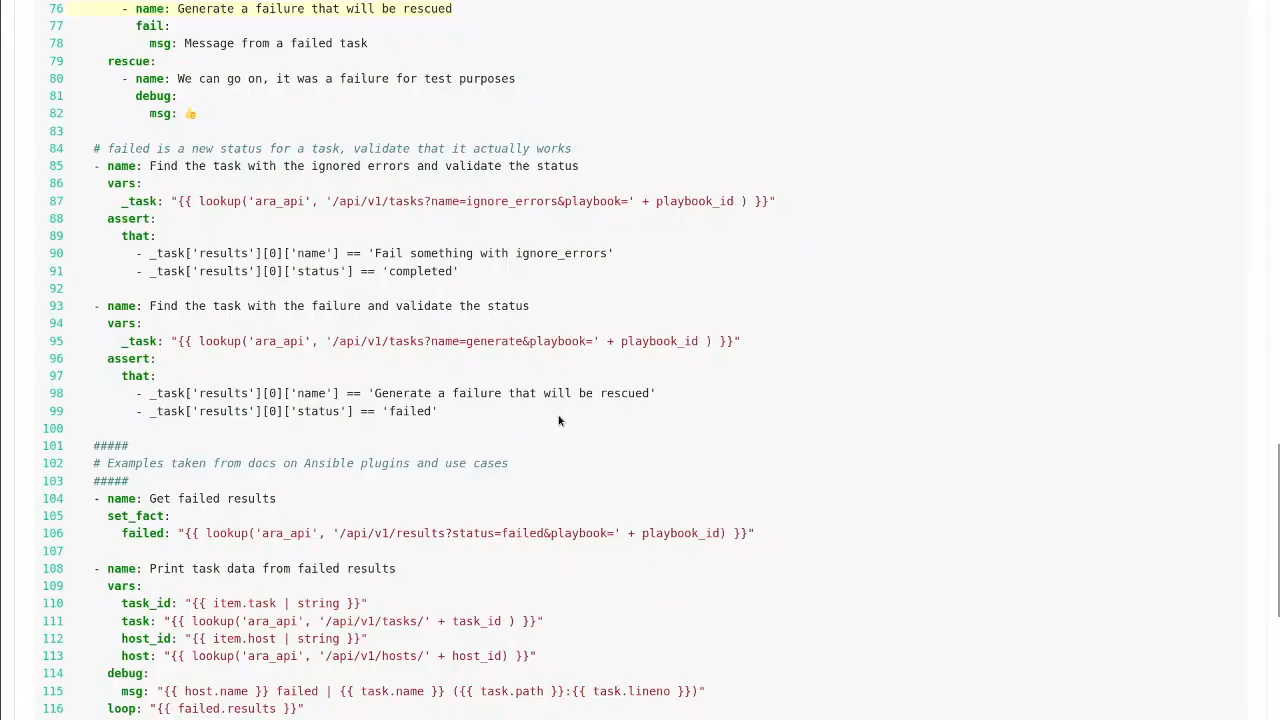 76 - name: Generate a failure that will be rescued
77 fail:
78 msg: Message from a failed task
79 rescue:
80 - name: We can go on, it was a failure for test purposes
81 debug:
82 msg: 👍
83
84 # failed is a new status for a task, validate that it actually works
85 - name: Find the task with the ignored errors and validate the status
86 vars:
87 _task: "{{ lookup('ara_api', '/api/v1/tasks?name=ignore_errors&playbook=' + playbook_id ) }}"
88 assert:
89 that:
90 - _task['results'][0]['name'] == 'Fail something with ignore_errors'
91 - _task['results'][0]['status'] == 'completed'
92
93 - name: Find the task with the failure and validate the status
94 vars:
95 _task: "{{ lookup('ara_api', '/api/v1/tasks?name=generate&playbook=' + playbook_id ) }}"
96 assert:
97 that:
98 - _task['results'][0]['name'] == 'Generate a failure that will be rescued'
99 - _task['results'][0]['status'] == 'failed'
100
101 #####
102 # Examples taken from docs on Ansible plugins and use cases
103 #####
104 - name: Get failed results
105 set_fact:
106 failed: "{{ lookup('ara_api', '/api/v1/results?status=failed&playbook=' + playbook_id) }}"
107
108 - name: Print task data from failed results
109 vars:
110 task_id: "{{ item.task | string }}"
111 task: "{{ lookup('ara_api', '/api/v1/tasks/' + task_id ) }}"
112 host_id: "{{ item.host | string }}"
113 host: "{{ lookup('ara_api', '/api/v1/hosts/' + host_id) }}"
114 debug:
115 msg: "{{ host.name }} failed | {{ task.name }} ({{ task.path }}:{{ task.lineno }})"
116 loop: "{{ failed.results }}"